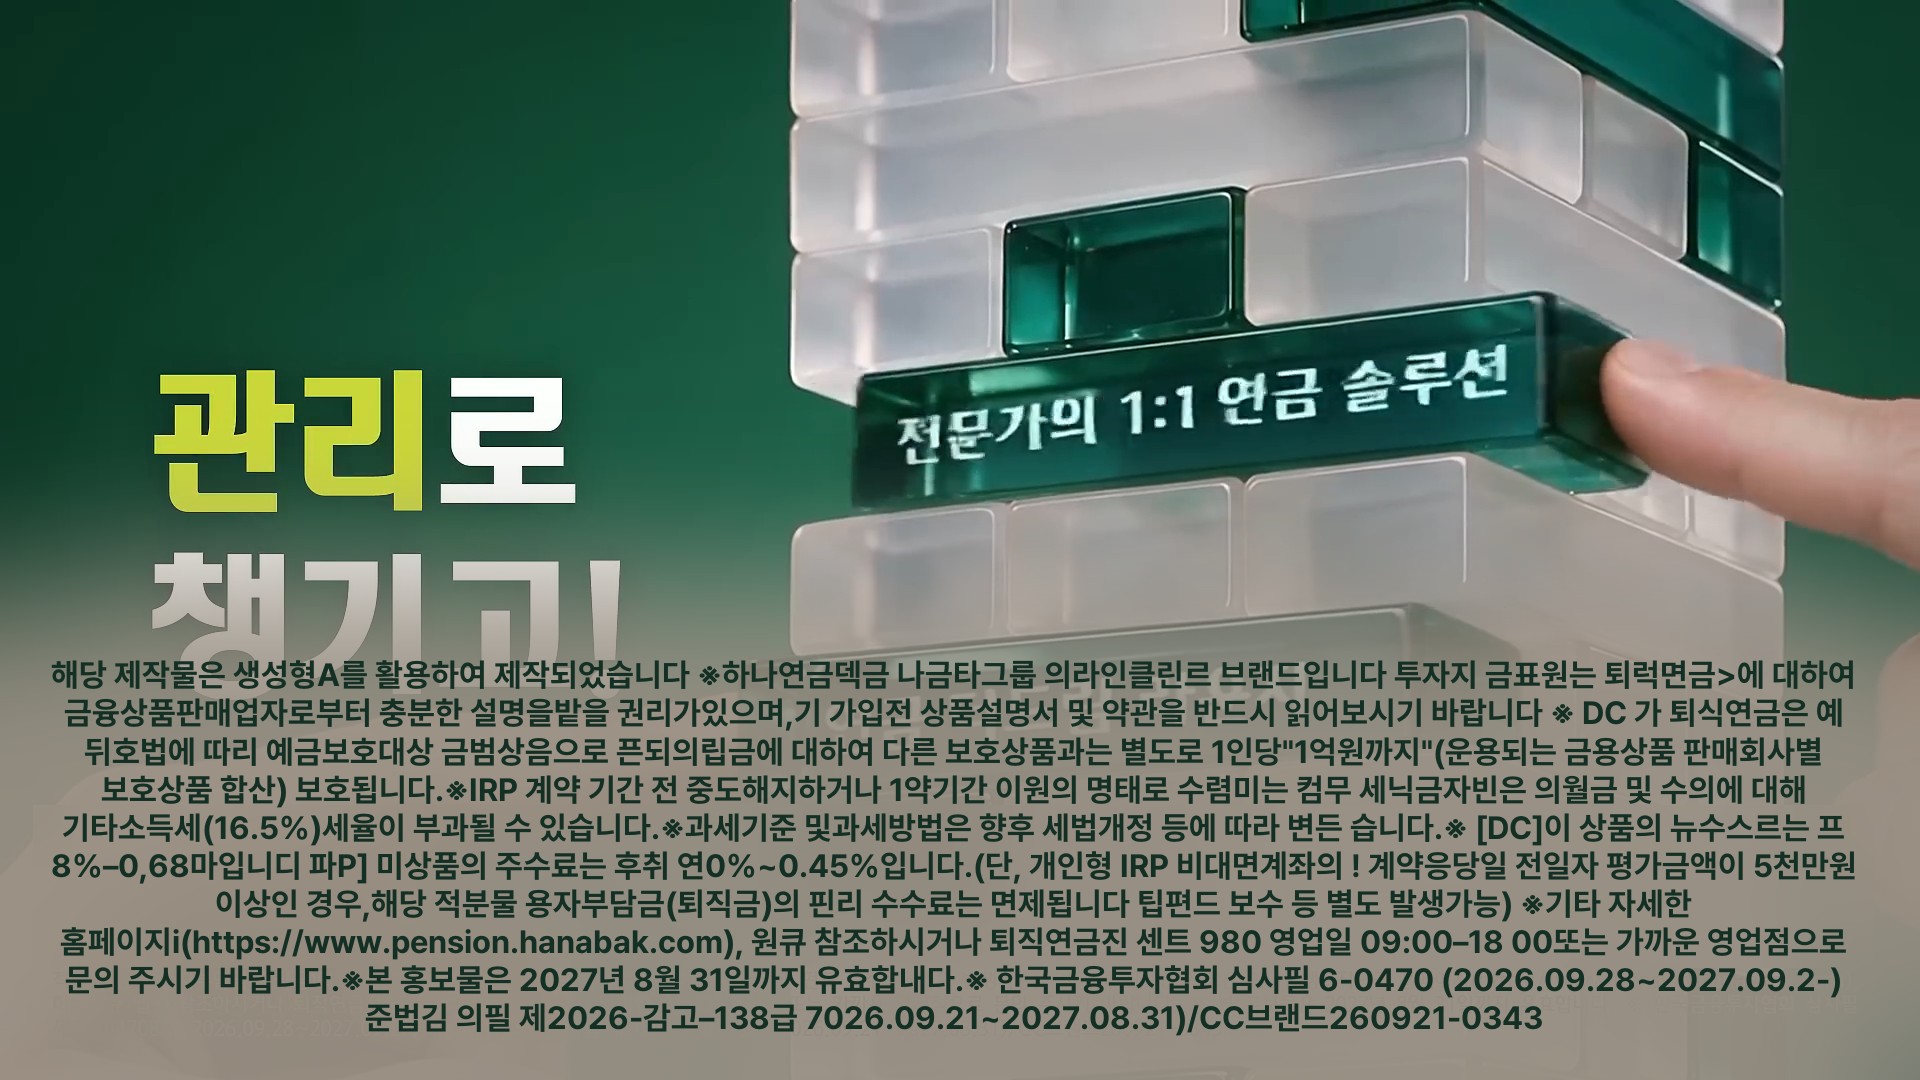 전문가의 1:1 연금 솔루션
관리로
챙기고!
해당 제작물은 생성형A를 활용하여 제작되었습니다 ※하나연금덱금 나금타그룹 의라인클린르 브랜드입니다 투자지 금표원는 퇴럭면금>에 대하여
금융상품판매업자로부터 충분한 설명을밭을 권리가있으며,기 가입전 상품설명서 및 약관을 반드시 읽어보시기 바랍니다 ※ DC 가 퇴식연금은 예
뒤호법에 따리 예금보호대상 금범상음으로 픈되의립금에 대하여 다른 보호상품과는 별도로 1인당"1억원까지"(운용되는 금용상품 판매회사별
보호상품 합산) 보호됩니다.※IRP 계약 기간 전 중도해지하거나 1약기간 이원의 명태로 수렴미는 컴무 세닉금자빈은 의월금 및 수의에 대해
기타소득세(16.5%)세율이 부과될 수 있습니다.※과세기준 및과세방법은 향후 세법개정 등에 따라 변든 습니다.※ [DC]이 상품의 뉴수스르는 프
8%–0,68마입니디 파P] 미상품의 주수료는 후취 연0%~0.45%입니다.(단, 개인형 IRP 비대면계좌의 ! 계약응당일 전일자 평가금액이 5천만원
이상인 경우,해당 적분물 용자부담금(퇴직금)의 핀리 수수료는 면제됩니다 팁펀드 보수 등 별도 발생가능) ※기타 자세한
홈페이지i(https://www.pension.hanabak.com), 원큐 참조하시거나 퇴직연금진 센트 980 영업일 09:00–18 00또는 가까운 영업점으로
문의 주시기 바랍니다.※본 홍보물은 2027년 8월 31일까지 유효합내다.※ 한국금융투자협회 심사필 6-0470 (2026.09.28~2027.09.2-)
준법김 의필 제2026-감고–138급 7026.09.21~2027.08.31)/CC브랜드260921-0343